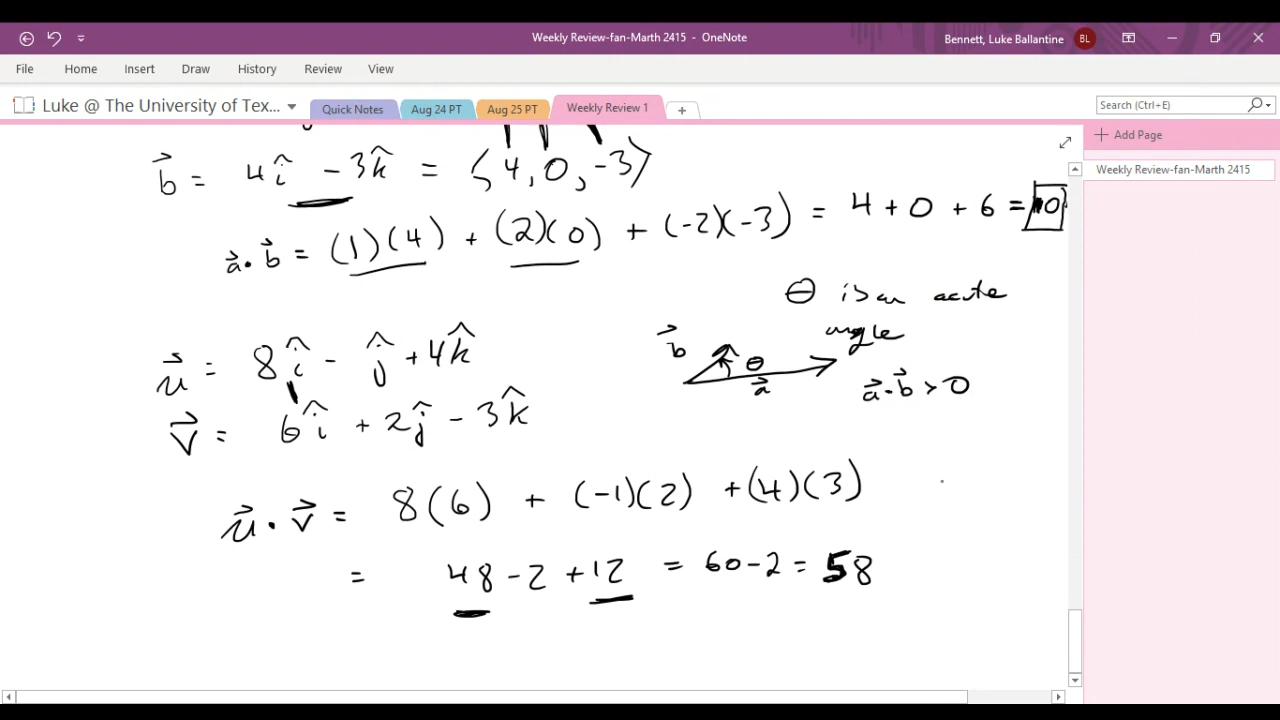 Weekly Review-fan-Marth 2415 - OneNote
Bennett, Luke Ballantine BL
File Home Insert Draw History Review View
Luke @ The University of Tex... Quick Notes Aug 24 PT Aug 25 PT Weekly Review 1 +
Search (Ctrl+E)
Add Page
Weekly Review-fan-Marth 2415
b⃗ = 4î - 3k̂ = ⟨4, 0, -3⟩
a⃗·b⃗ = (1)(4) + (2)(0) + (-2)(-3) = 4 + 0 + 6 = 10
θ is an acute
angle
b⃗ θ a⃗
a⃗·b⃗ > 0
u⃗ = 8î - ĵ + 4k̂
v⃗ = 6î + 2ĵ - 3k̂
u⃗·v⃗ = 8(6) + (-1)(2) + (4)(3)
= 48 - 2 + 12 = 60 - 2 = 58